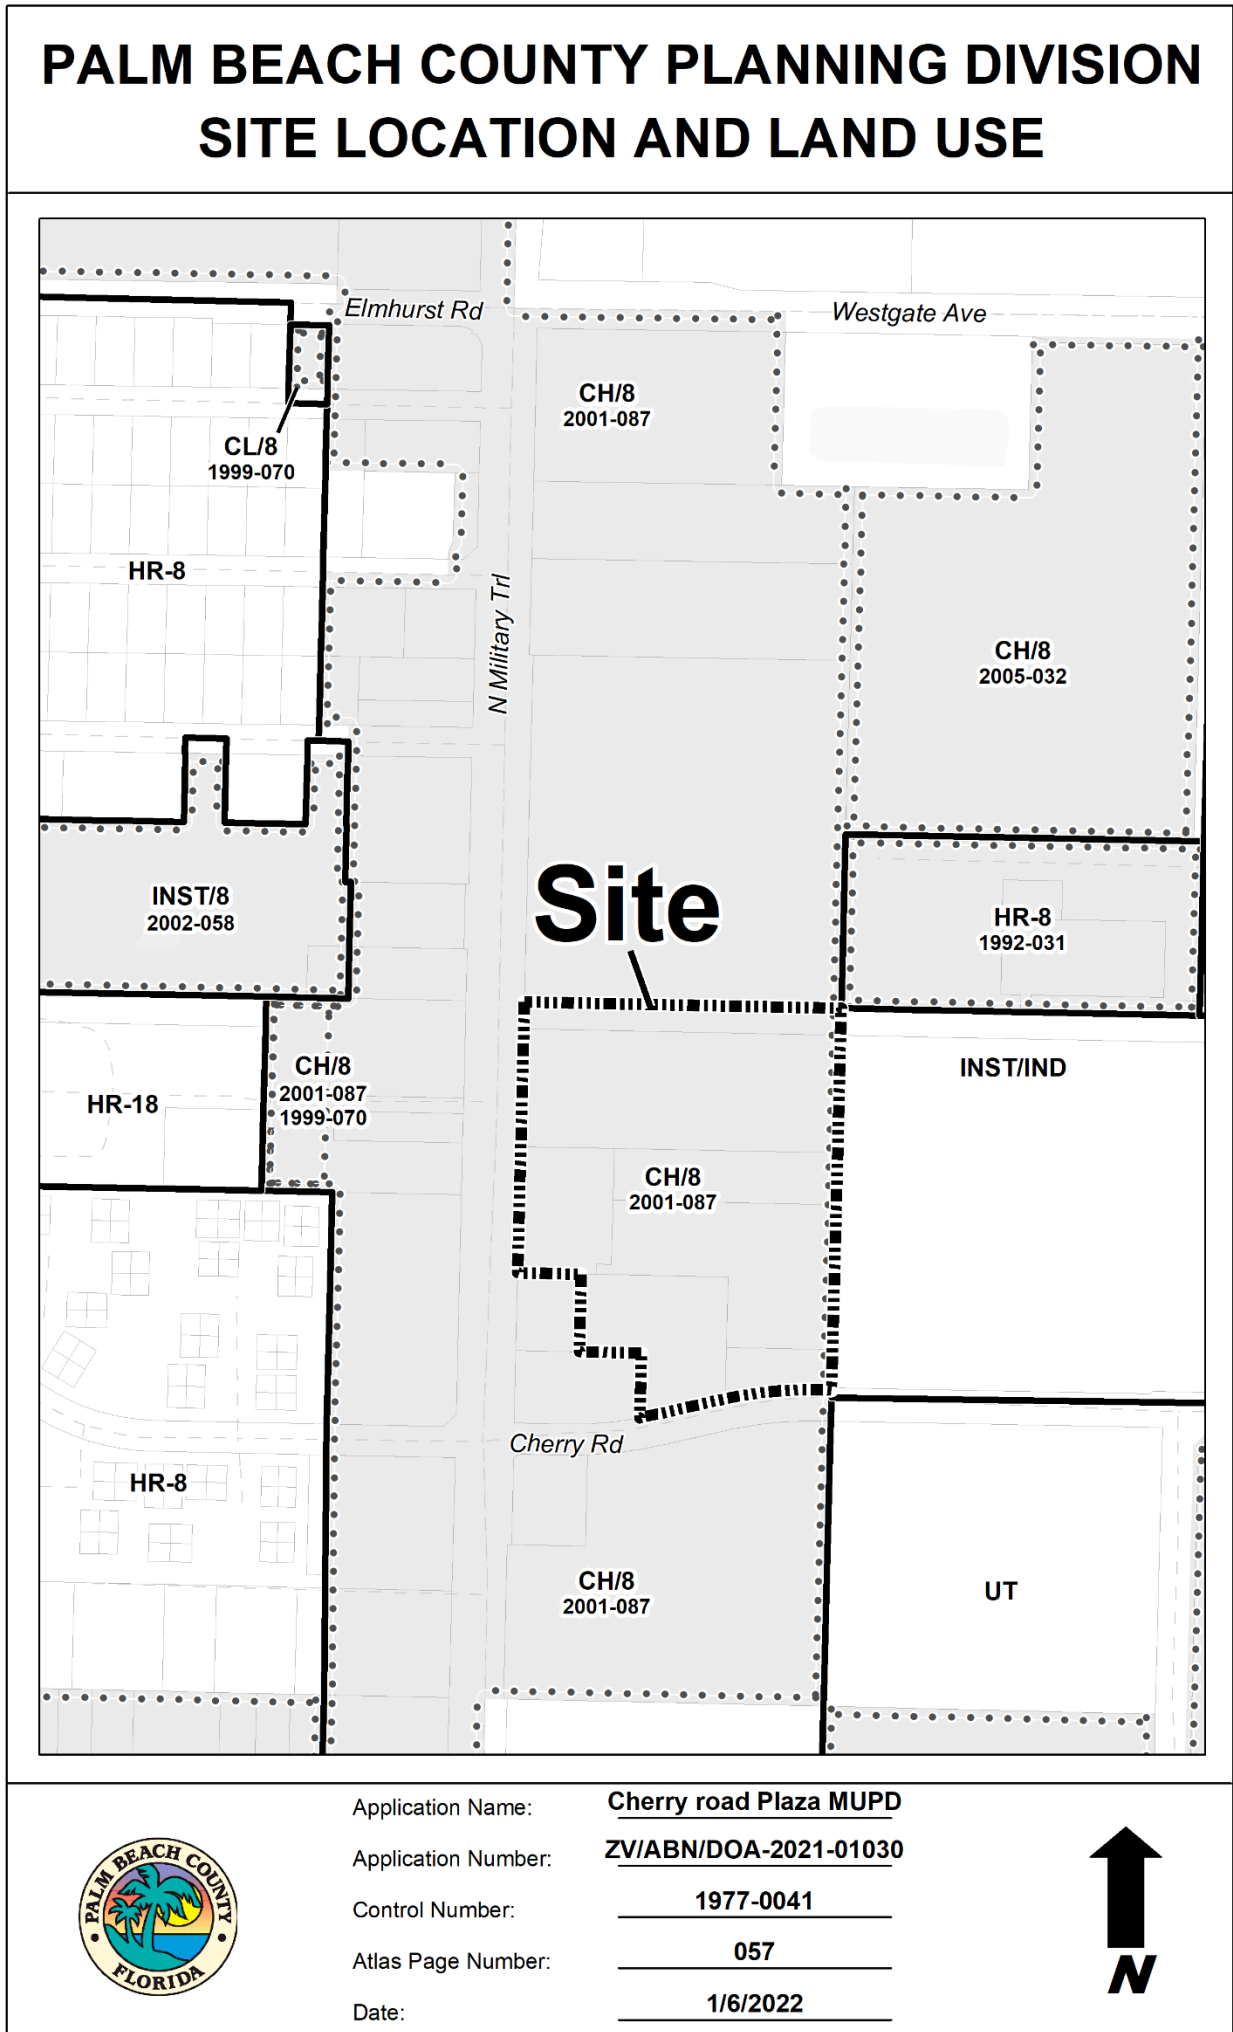 PALM BEACH COUNTY PLANNING DIVISION
SITE LOCATION AND LAND USE
Elmhurst Rd
Westgate Ave
CH/8
2001-087
CL/8
1999-070
HR-8
N Military Trl
CH/8
2005-032
Site
INST/8
2002-058
HR-8
1992-031
CH/8
2001-087
1999-070
INST/IND
HR-18
CH/8
2001-087
Cherry Rd
HR-8
CH/8
2001-087
UT
Application Name: Cherry road Plaza MUPD
Application Number: ZV/ABN/DOA-2021-01030
Control Number: 1977-0041
Atlas Page Number: 057
Date: 1/6/2022
PALM BEACH COUNTY
FLORIDA
N